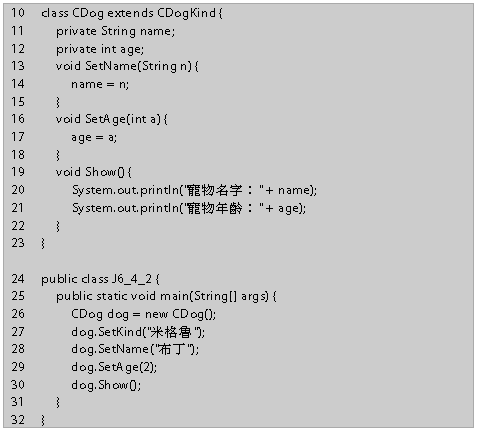 10 class CDog extends CDogKind {
11 private String name;
12 private int age;
13 void SetName(String n) {
14 name = n;
15 }
16 void SetAge(int a) {
17 age = a;
18 }
19 void Show() {
20 System.out.println("寵物名字："+ name);
21 System.out.println("寵物年齡："+ age);
22 }
23 }
24 public class J6_4_2 {
25 public static void main(String[] args) {
26 CDog dog = new CDog();
27 dog.SetKind("米格魯");
28 dog.SetName("布丁");
29 dog.SetAge(2);
30 dog.Show();
31 }
32 }